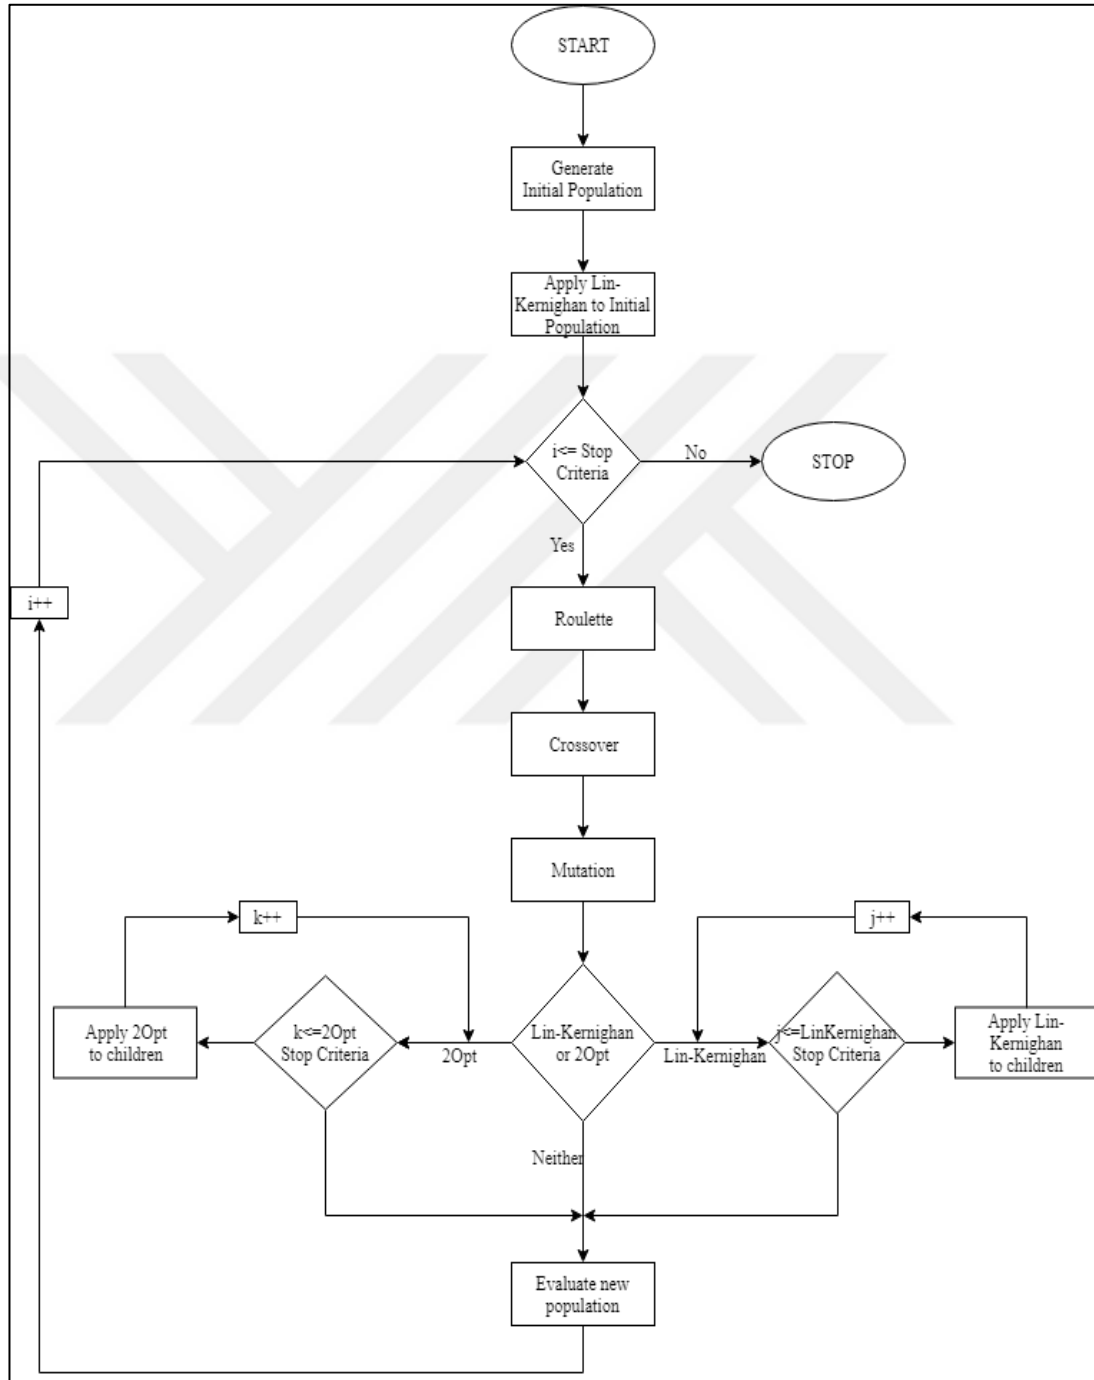 START
Generate
Initial Population
Apply Lin-
Kernighan to Initial
Population
i<= Stop
Criteria
No
STOP
Yes
i++
Roulette
Crossover
Mutation
k++
j++
Apply 2Opt
to children
k<=2Opt
Stop Criteria
2Opt
Lin-Kernighan
or 2Opt
Lin-Kernighan
j<=LinKernighan
Stop Criteria
Apply Lin-
Kernighan
to children
Neither
Evaluate new
population